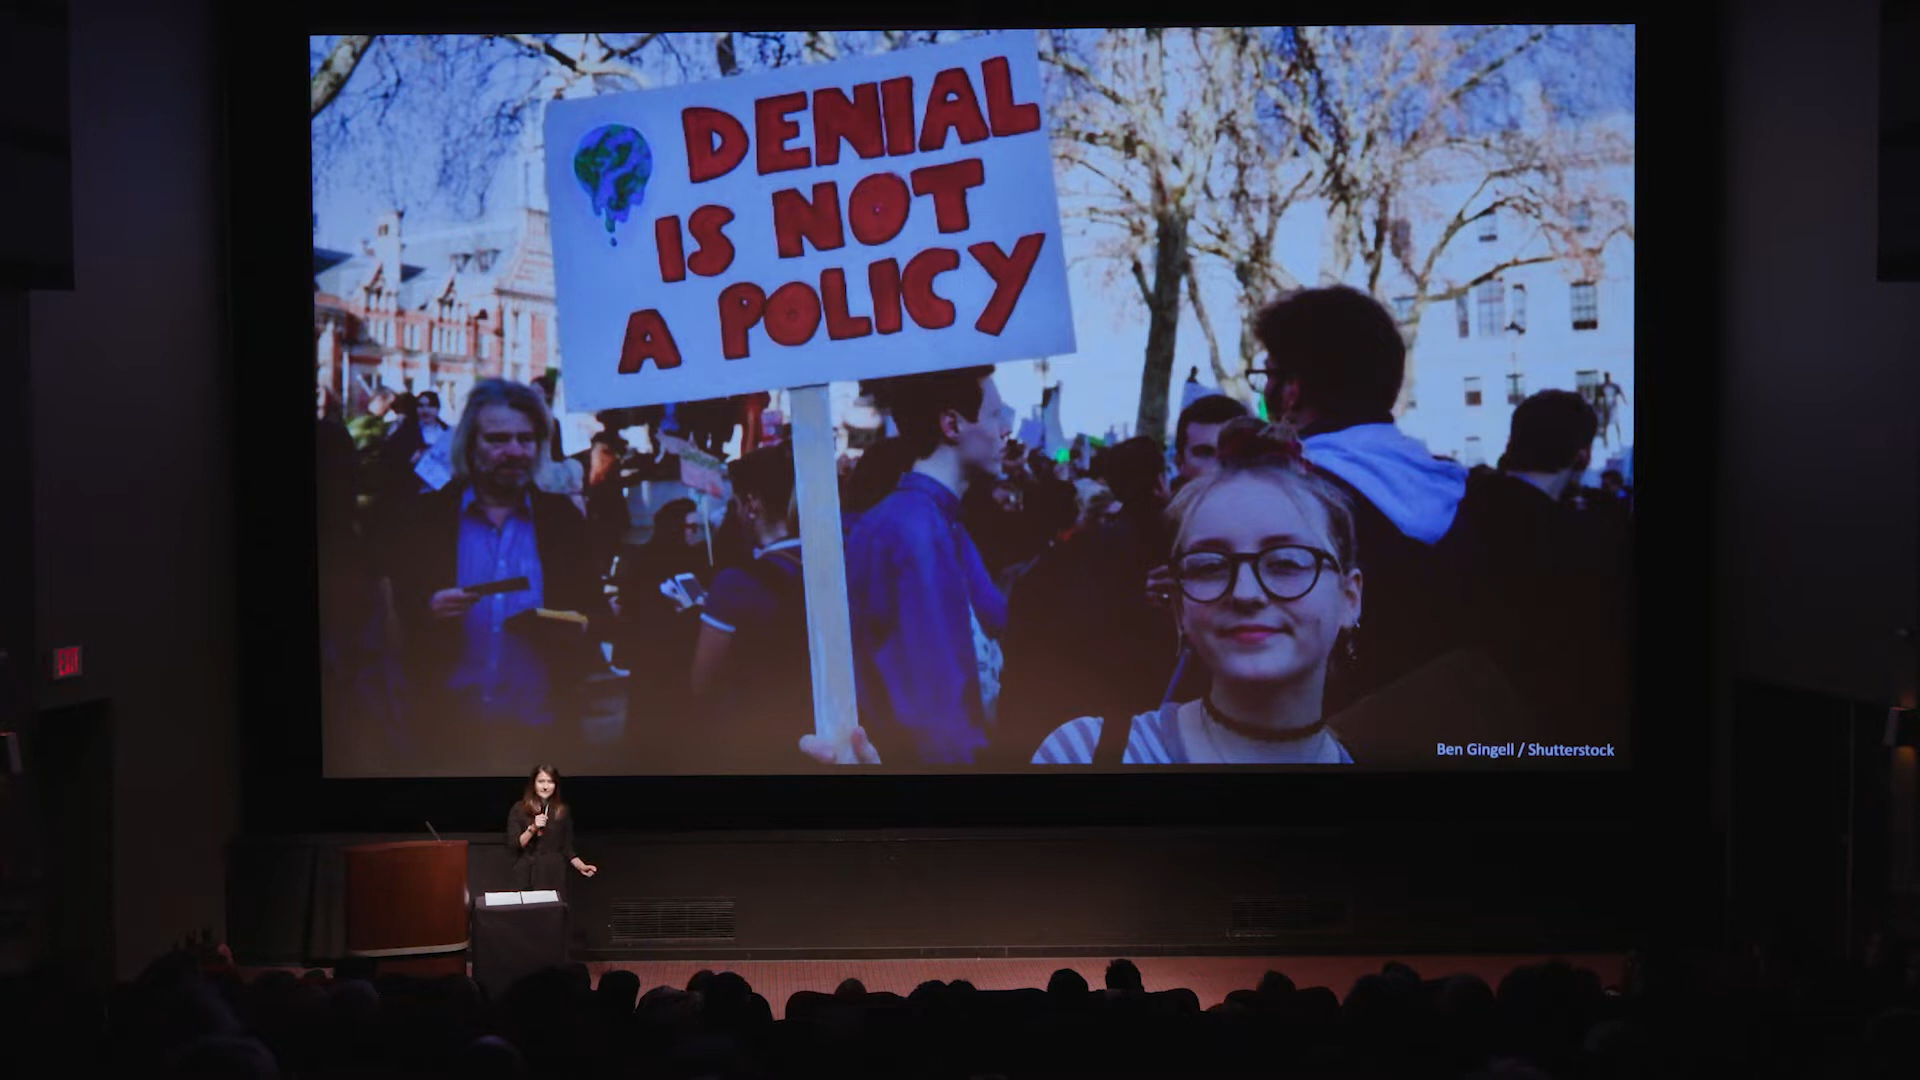 DENIAL
IS NOT
A POLICY
Ben Gingell / Shutterstock
EXIT